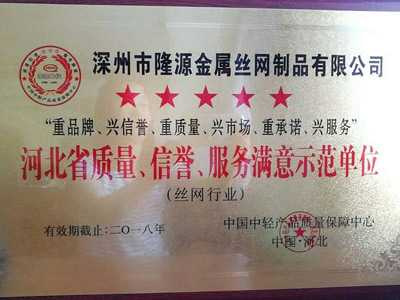 深州市隆源金属丝网制品有限公司
“重品牌、兴信誉、重质量、兴市场、重承诺、兴服务”
河北省质量、信誉、服务满意示范单位
（丝网行业）
中国中轻产品质量保障中心
有效期截止:二〇一八年
中国·河北